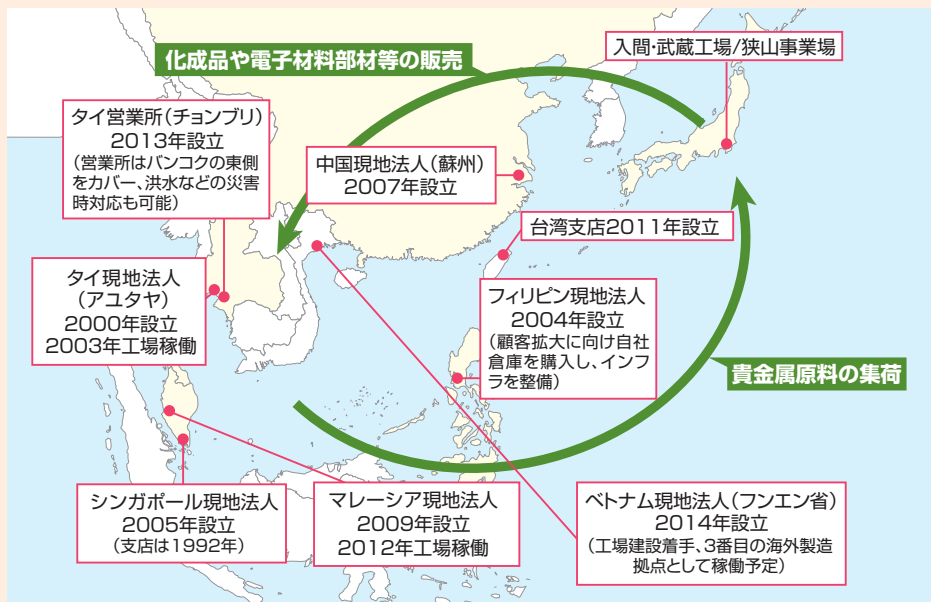 化成品や電子材料部材等の販売
入間・武蔵工場/狭山事業場
タイ営業所（チョンブリ）
2013年設立
（営業所はバンコクの東側
をカバー、洪水などの災害
時対応も可能）
中国現地法人（蘇州）
2007年設立
台湾支店2011年設立
タイ現地法人
（アユタヤ）
2000年設立
2003年工場稼働
フィリピン現地法人
2004年設立
（顧客拡大に向け自社
倉庫を購入し、インフ
ラを整備）
貴金属原料の集荷
シンガポール現地法人
2005年設立
（支店は1992年）
マレーシア現地法人
2009年設立
2012年工場稼働
ベトナム現地法人（フンエン省）
2014年設立
（工場建設着手、3番目の海外製造
拠点として稼働予定）